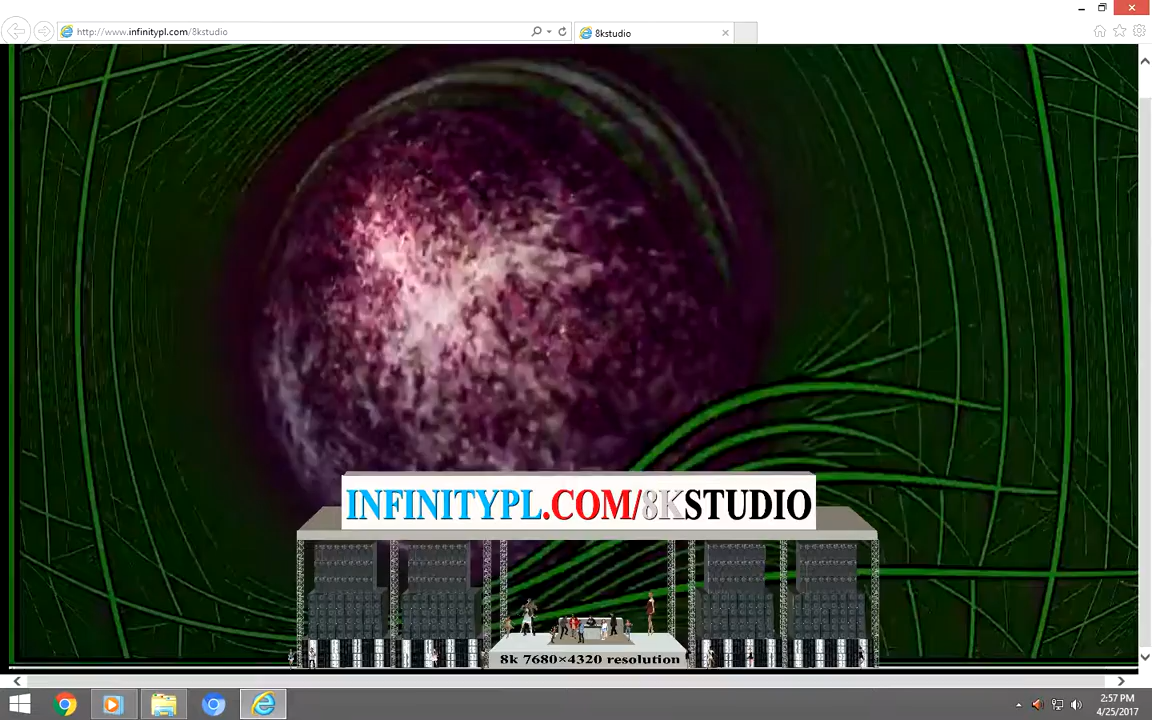 http://www.infinitypl.com/8kstudio
8kstudio
INFINITYPL.COM/8KSTUDIO
8k 7680×4320 resolution
2:57 PM
4/25/2017